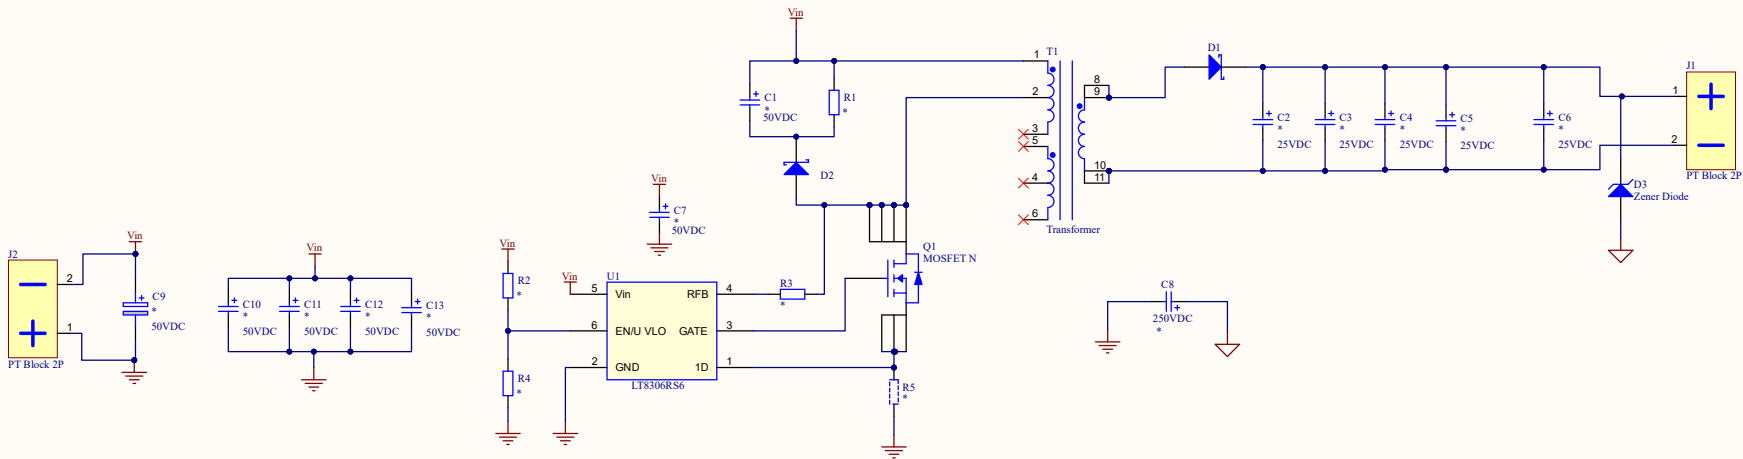 J2
2
1
PT Block 2P
Vin
C9
*
50VDC
Vin
C10
*
50VDC
C11
*
50VDC
C12
*
50VDC
C13
*
50VDC
Vin
R2
*
R4
*
Vin
C7
*
50VDC
Vin
U1
5
Vin
RFB
4
6
EN/U VLO
GATE
3
2
GND
1D
1
LT8306RS6
R3
*
Vin
C1
*
50VDC
R1
*
D2
Q1
MOSFET N
R5
*
T1
1
2
3
5
4
6
8
9
10
11
Transformer
D1
C2
*
25VDC
C3
*
25VDC
C4
*
25VDC
C5
*
25VDC
C6
*
25VDC
C8
250VDC
*
D3
Zener Diode
J1
1
2
PT Block 2P